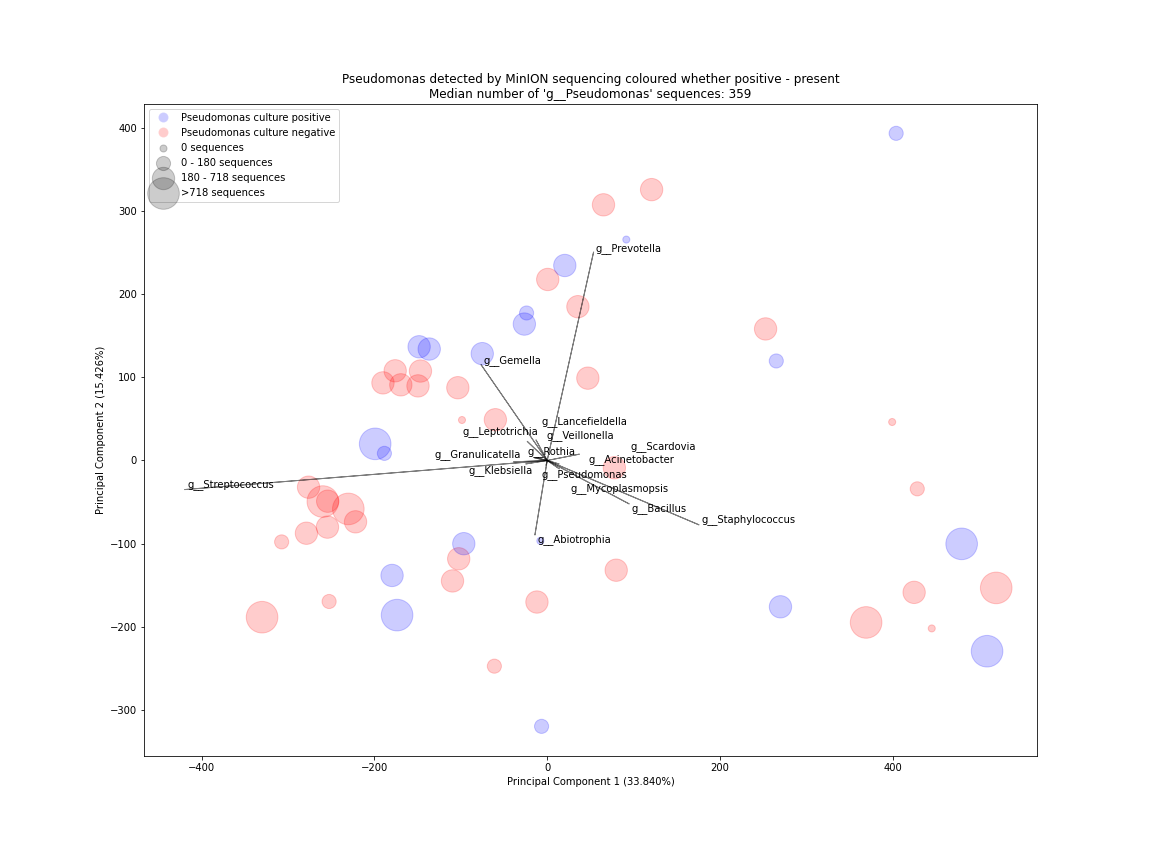 Pseudomonas detected by MinION sequencing coloured whether positive - present
Median number of 'g__Pseudomonas' sequences: 359
Pseudomonas culture positive
Pseudomonas culture negative
0 sequences
0 - 180 sequences
180 - 718 sequences
>718 sequences
400
300
200
100
0
−100
−200
−300
Principal Component 2 (15.426%)
g__Prevotella
g__Gemella
g__Lancefieldella
g__Leptotrichia
g__Veillonella
g__Scardovia
g__Rothia
g__Granulicatella
g__Acinetobacter
g__Klebsiella
g__Pseudomonas
g__Streptococcus
g__Mycoplasmopsis
g__Bacillus
g__Staphylococcus
g__Abiotrophia
−400
−200
0
200
400
Principal Component 1 (33.840%)